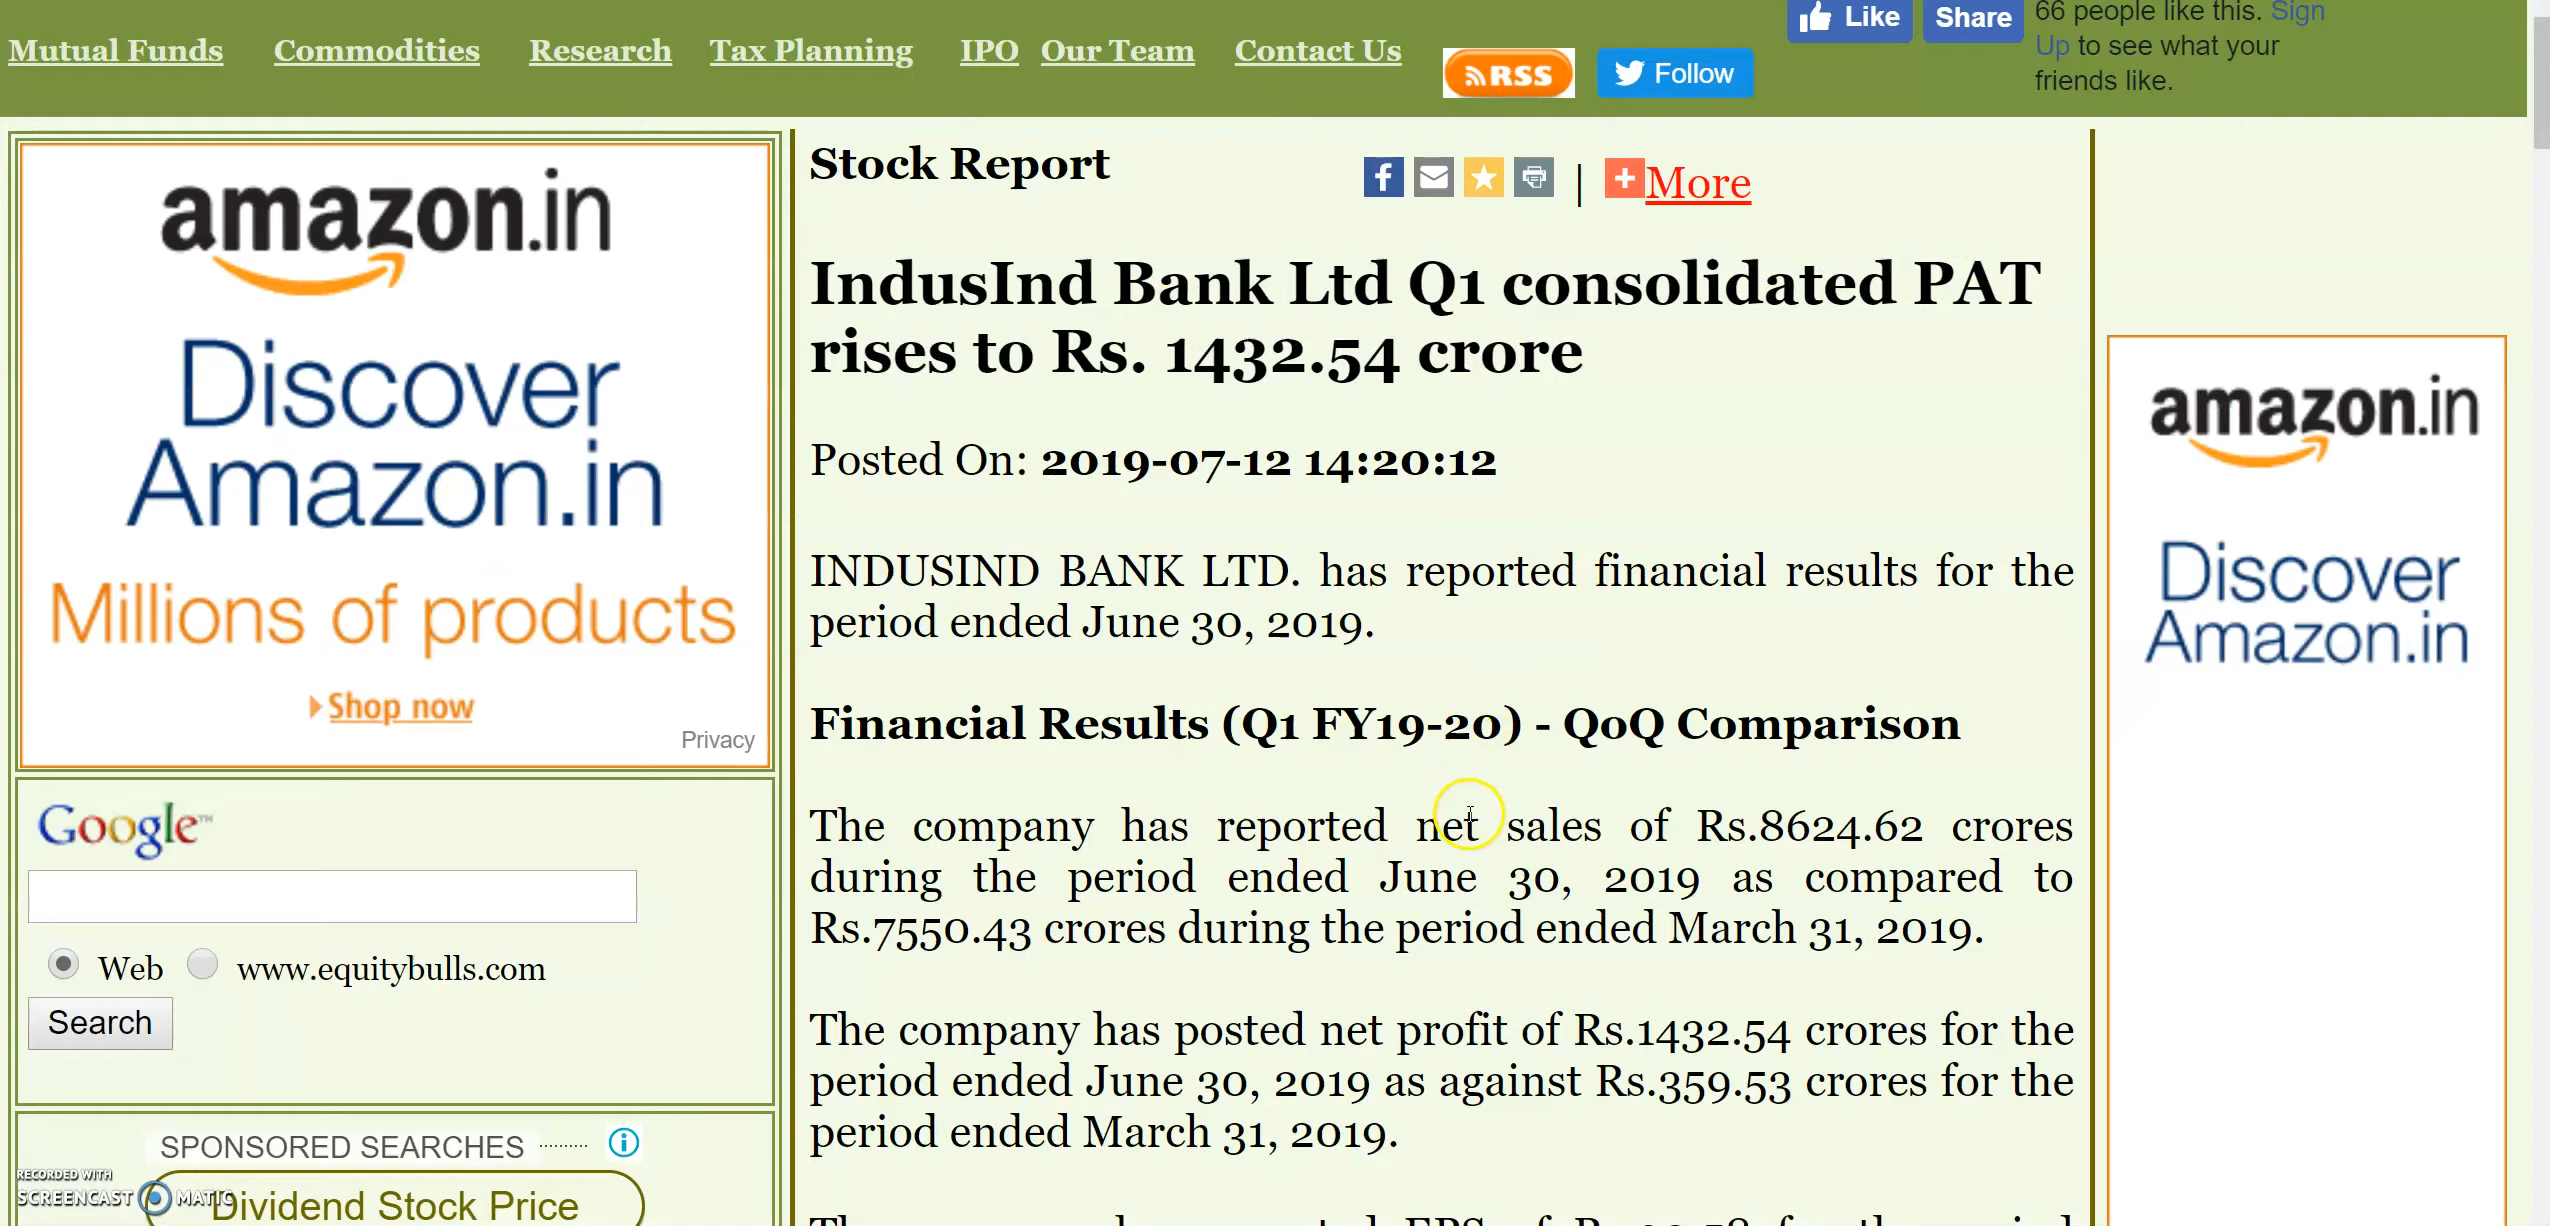 Mutual Funds Commodities Research Tax Planning IPO Our Team Contact Us
RSS
Follow
Like
Share
66 people like this. Sign
Up to see what your
friends like.
amazon.in
Discover
Amazon.in
Millions of products
Shop now
Privacy
Google™
Web www.equitybulls.com
Search
SPONSORED SEARCHES
Dividend Stock Price
RECORDED WITH
SCREENCAST MATIC
Stock Report
| More
IndusInd Bank Ltd Q1 consolidated PAT
rises to Rs. 1432.54 crore
Posted On: 2019-07-12 14:20:12
INDUSIND BANK LTD. has reported financial results for the
period ended June 30, 2019.
Financial Results (Q1 FY19-20) - QoQ Comparison
The company has reported net sales of Rs.8624.62 crores
during the period ended June 30, 2019 as compared to
Rs.7550.43 crores during the period ended March 31, 2019.
The company has posted net profit of Rs.1432.54 crores for the
period ended June 30, 2019 as against Rs.359.53 crores for the
period ended March 31, 2019.
amazon.in
Discover
Amazon.in